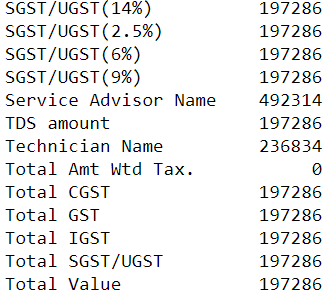 SGST/UGST(14%) 197286
SGST/UGST(2.5%) 197286
SGST/UGST(6%) 197286
SGST/UGST(9%) 197286
Service Advisor Name 492314
TDS amount 197286
Technician Name 236834
Total Amt Wtd Tax. 0
Total CGST 197286
Total GST 197286
Total IGST 197286
Total SGST/UGST 197286
Total Value 197286